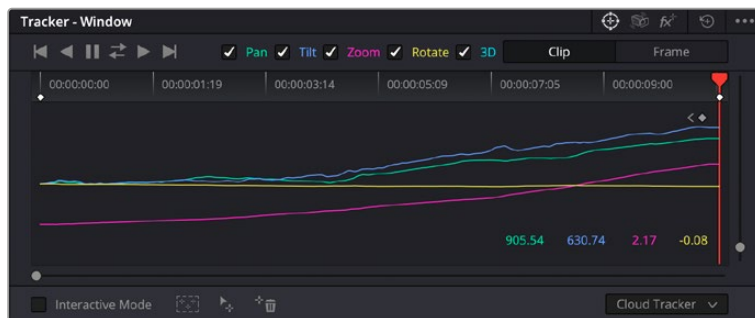 Tracker - Window
Pan Tilt Zoom Rotate 3D Clip Frame
00:00:00:00 00:00:01:19 00:00:03:14 00:00:05:09 00:00:07:05 00:00:09:00
905.54 630.74 2.17 -0.08
Interactive Mode Cloud Tracker